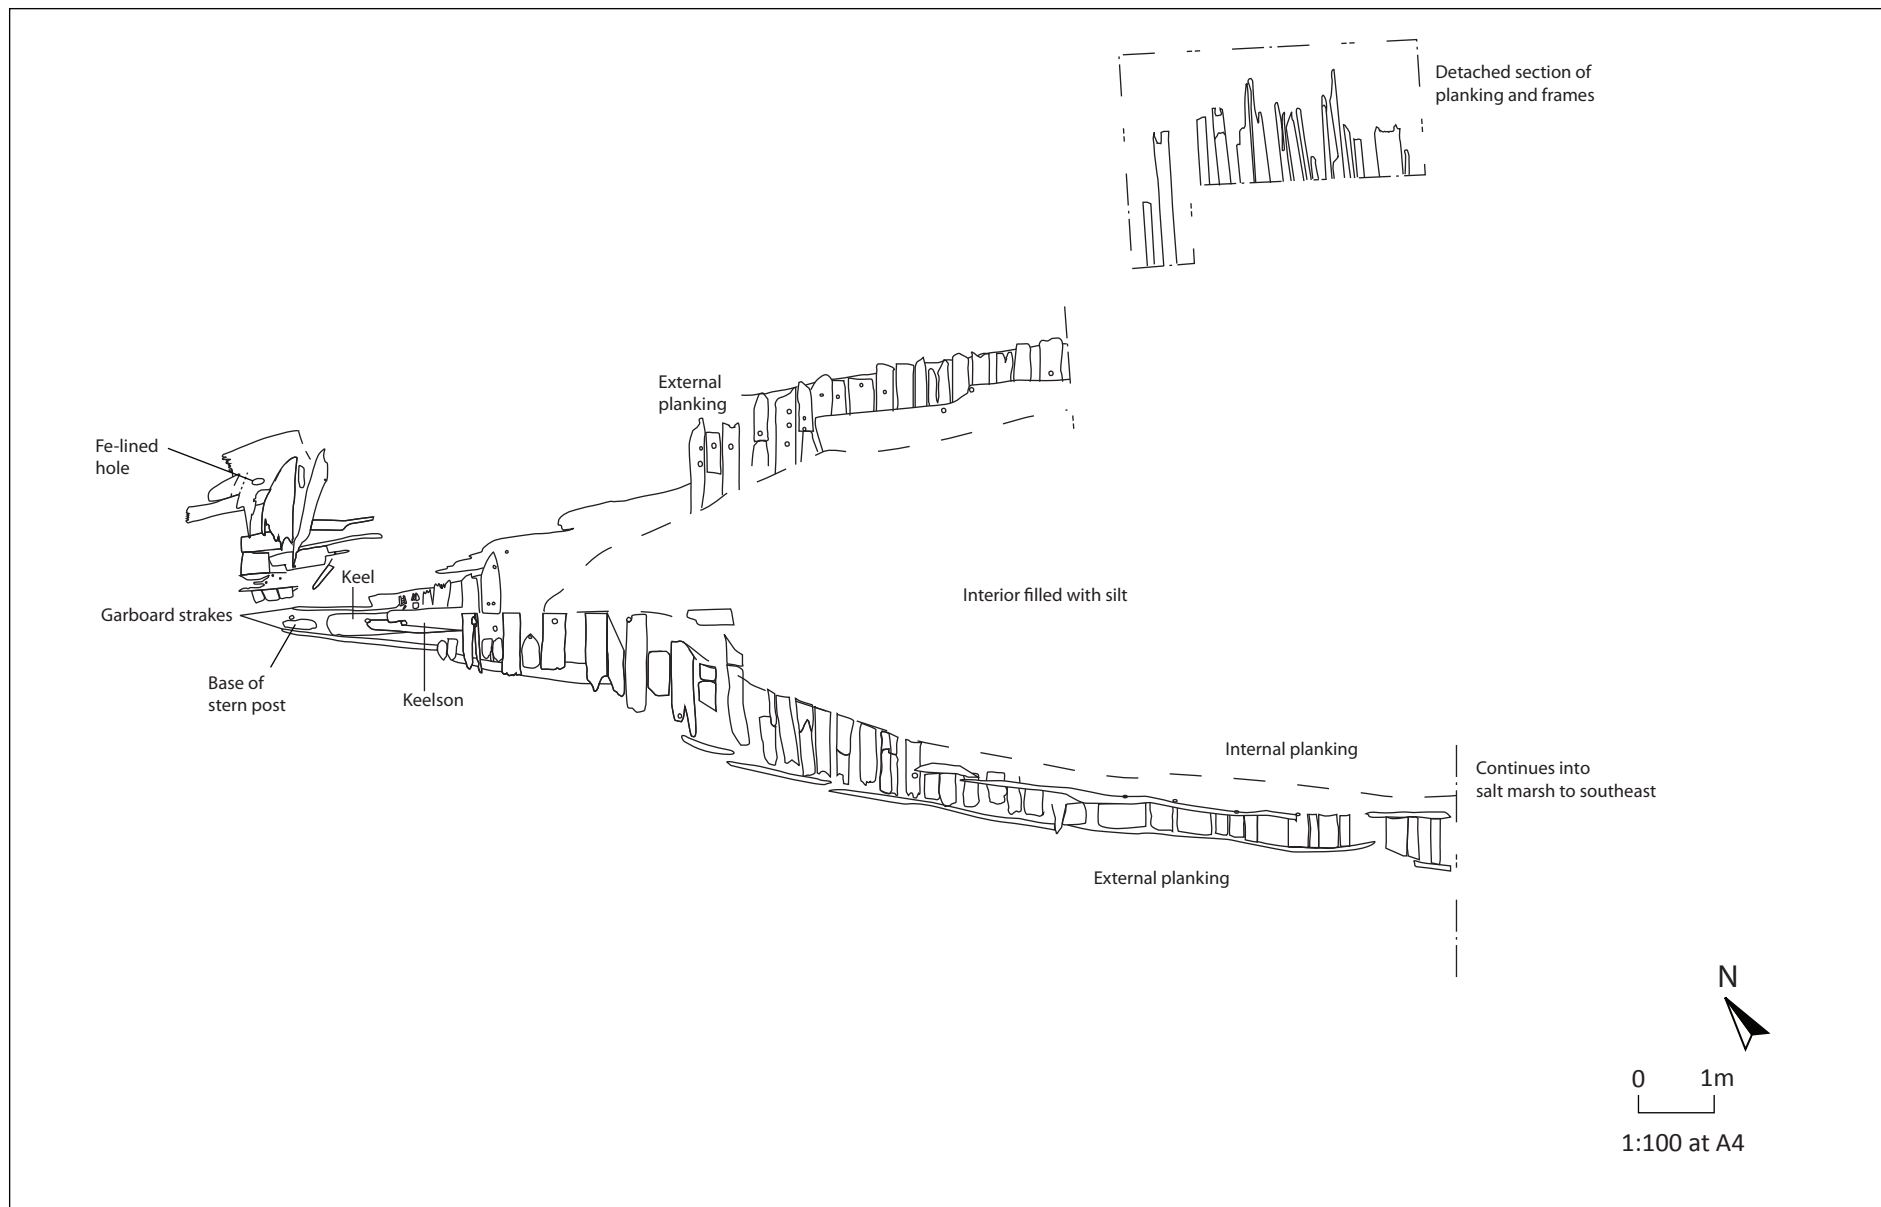 Detached section of
planking and frames
External
planking
Fe-lined
hole
Keel
Interior filled with silt
Garboard strakes
Base of
stern post
Keelson
Internal planking
Continues into
salt marsh to southeast
External planking
N
0 1m
1:100 at A4